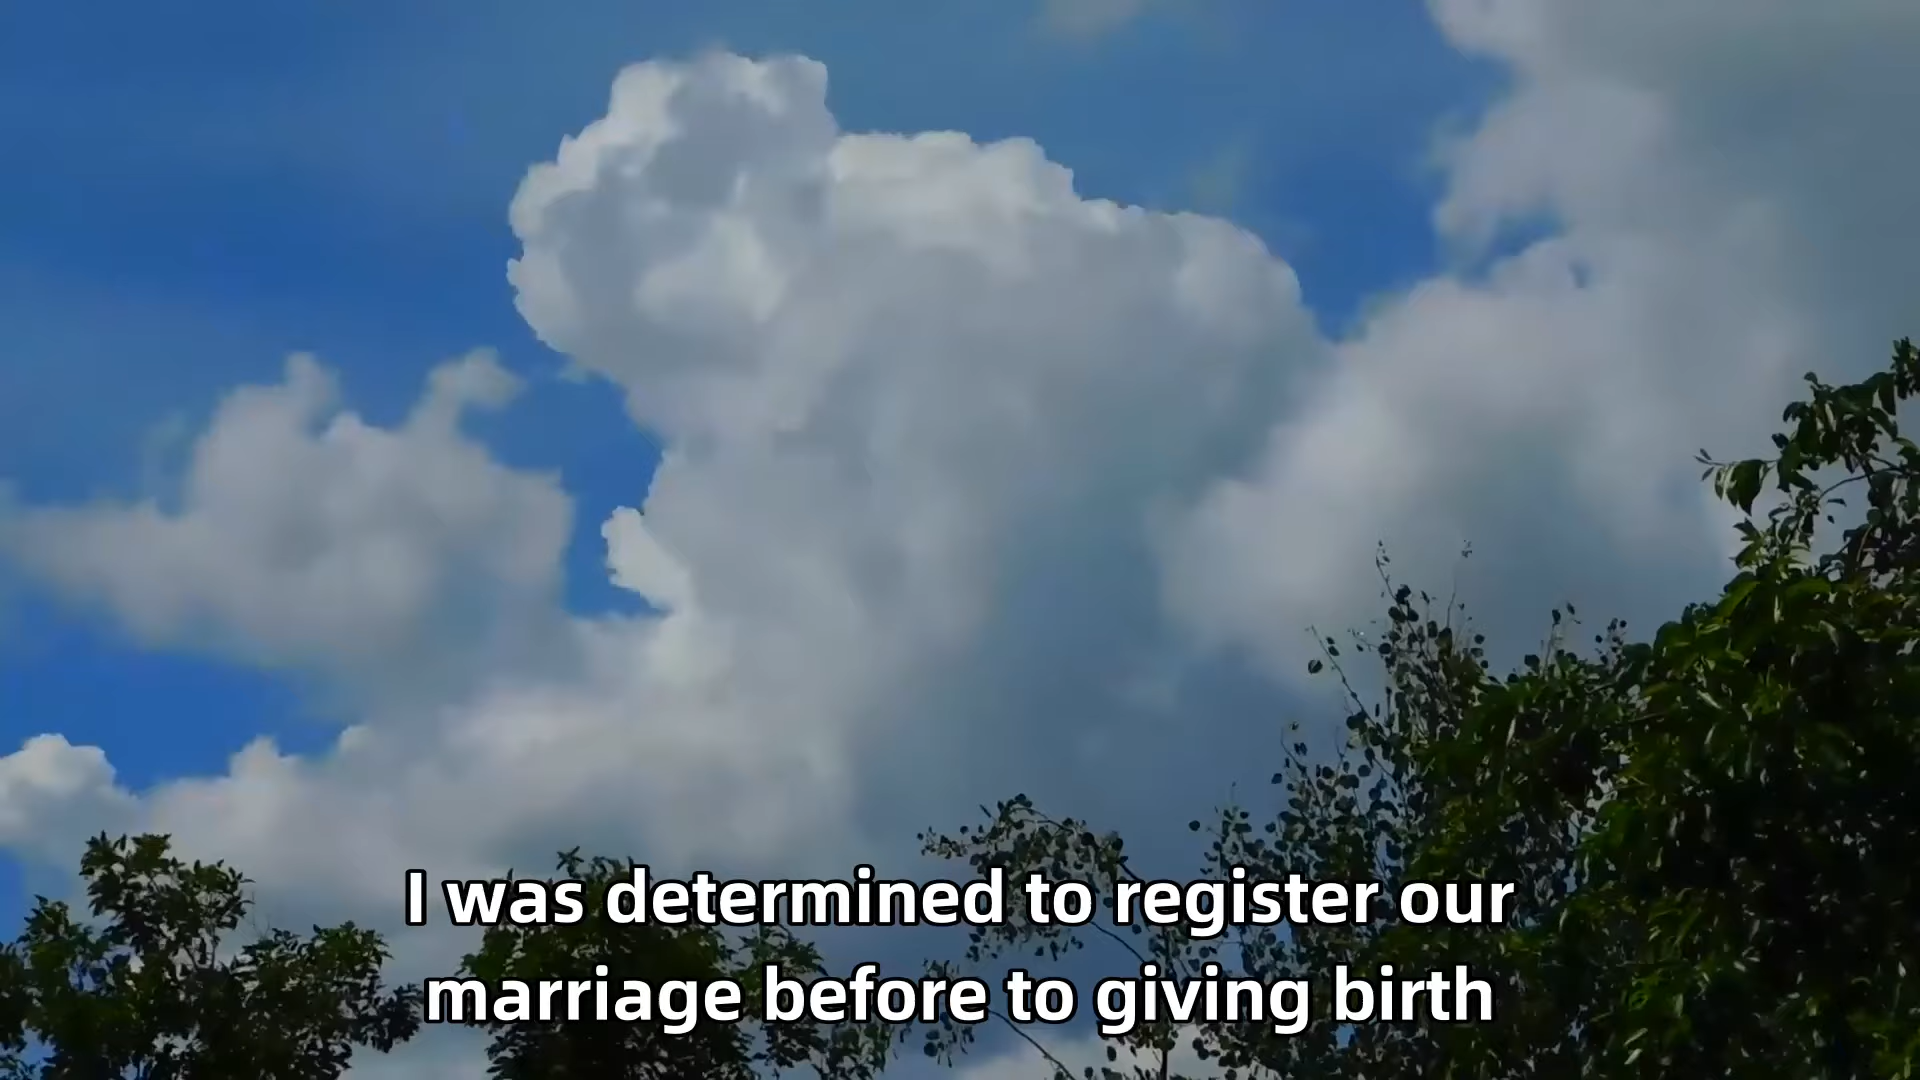 I was determined to register our
marriage before to giving birth